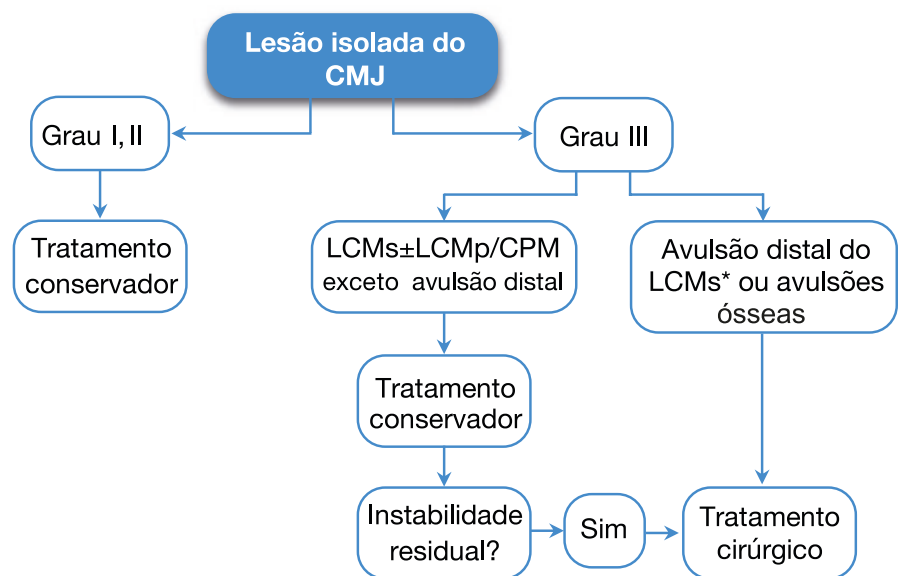 Lesão isolada do
CMJ
Grau I, II
Grau III
Tratamento
conservador
LCMs±LCMp/CPM
exceto avulsão distal
Avulsão distal do
LCMs* ou avulsões
ósseas
Tratamento
conservador
Instabilidade
residual?
Sim
Tratamento
cirúrgico